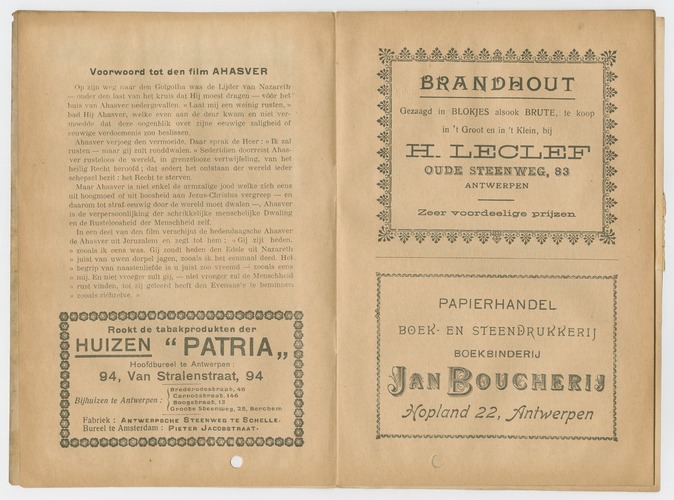 Voorwoord tot den film AHASVER
Op zijn weg naar den Golgotha was de Lijder van Nazareth
— onder den last van het kruis dat Hij moest dragen — vóór het
huis van Ahasver nedergevallen. « Laat mij een weinig rusten, »
bad Hij Ahasver, welke even aan de deur kwam en niet ver-
moedde dat deze oogenblik over zijne eeuwige zaligheid of
eeuwige verdoemenis zou beslissen.
Ahasver verjoeg den vermoeide. Daar sprak de Heer : « Ik zal
rusten — maar gij zult rondwalen. » Sedertdien doorreist Ahas-
ver rusteloos de wereld, in grenzelooze vertwijfeling, van het
heilig Recht beroofd ; dat sedert het ontstaan der wereld ieder
schepsel bezit : het Recht te sterven.
Maar Ahasver is niet enkel de armzalige jood welke zich eens
uit hoogmoed of uit boosheid aan Jezus-Christus vergreep — en
daarom tot straf eeuwig door de wereld moet dwalen —, Ahasver
is de verpersoonlijking der schrikkelijke menschelijke Dwaling
en de Rusteloosheid der Menschheid zelf.
In een deel van den film verschijnt de hedendaagsche Ahasver
de Ahasver uit Jeruzalem en zegt tot hem : « Gij zijt heden,
» zooals ik eens was. Gij zoudt heden den Edele uit Nazareth
» juist van uwen dorpel jagen, zooals ik het eenmaal deed. Het
» begrip van naastenliefde is u juist zoo vreemd — zooals eens
» mij. En niet vroeger zult gij, — niet vroeger zal de Menschheid
» rust vinden, tot zij geleerd heeft den Evenmensch te beminnen
» zooals zichzelve. »
Rookt de tabakprodukten der
HUIZEN “PATRIA„
Hoofdbureel te Antwerpen :
94, Van Stralenstraat, 94
Bijhuizen te Antwerpen :
Brederodestraat, 46
Carnotstraat, 146
Boogstraat, 13
Groote Steenweg, 38, Berchem
Fabriek : ANTWERPSCHE STEENWEG TE SCHELLE.
Bureel te Amsterdam : PIETER JACOBSTRAAT.
BRANDHOUT
Gezaagd in BLOKJES alsook BRUTE, te koop
in 't Groot en in 't Klein, bij
H. LECLEF
OUDE STEENWEG, 83
ANTWERPEN
Zeer voordeelige prijzen
PAPIERHANDEL
BOEK- EN STEENDRUKKERIJ
BOEKBINDERIJ
JAN BOUCHERIJ
Hopland 22, Antwerpen